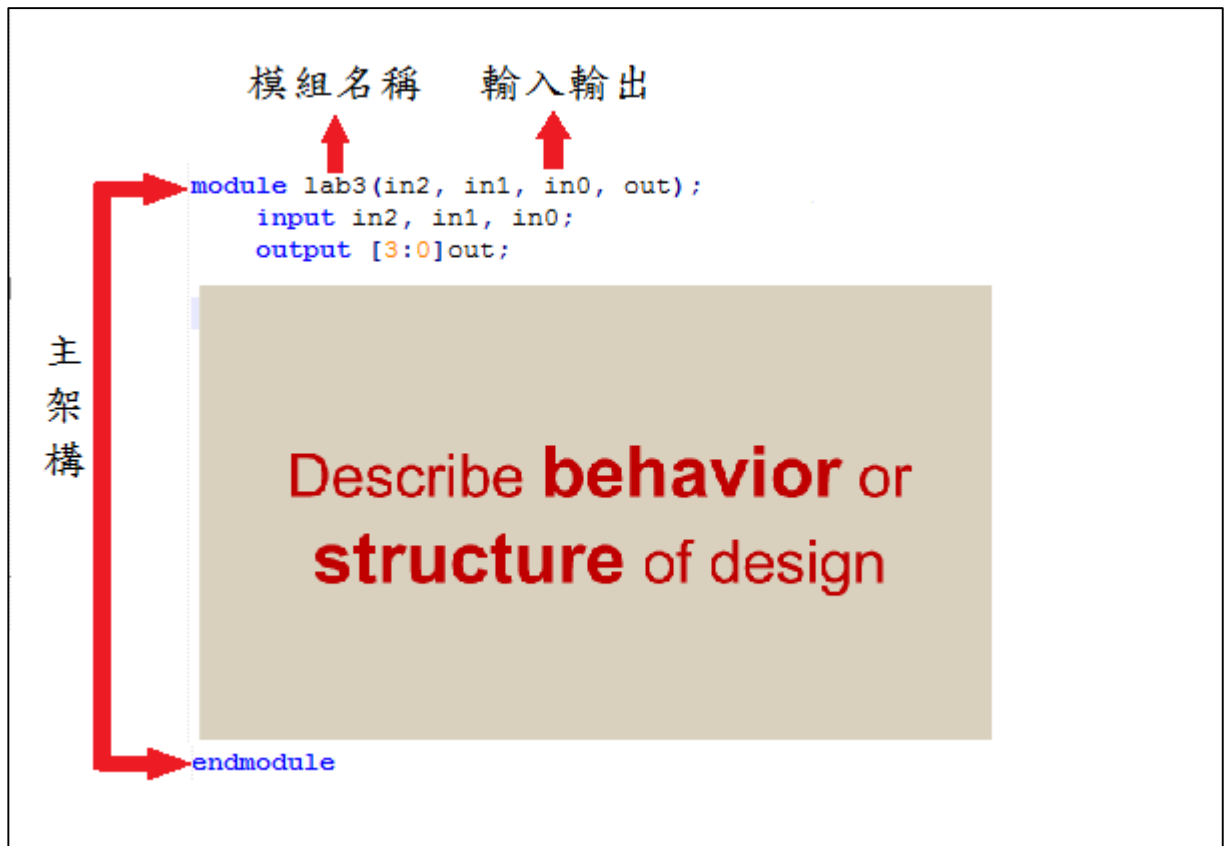 模組名稱 輸入輸出
module lab3(in2, in1, in0, out);
input in2, in1, in0;
output [3:0]out;
主架構
Describe behavior or
structure of design
endmodule